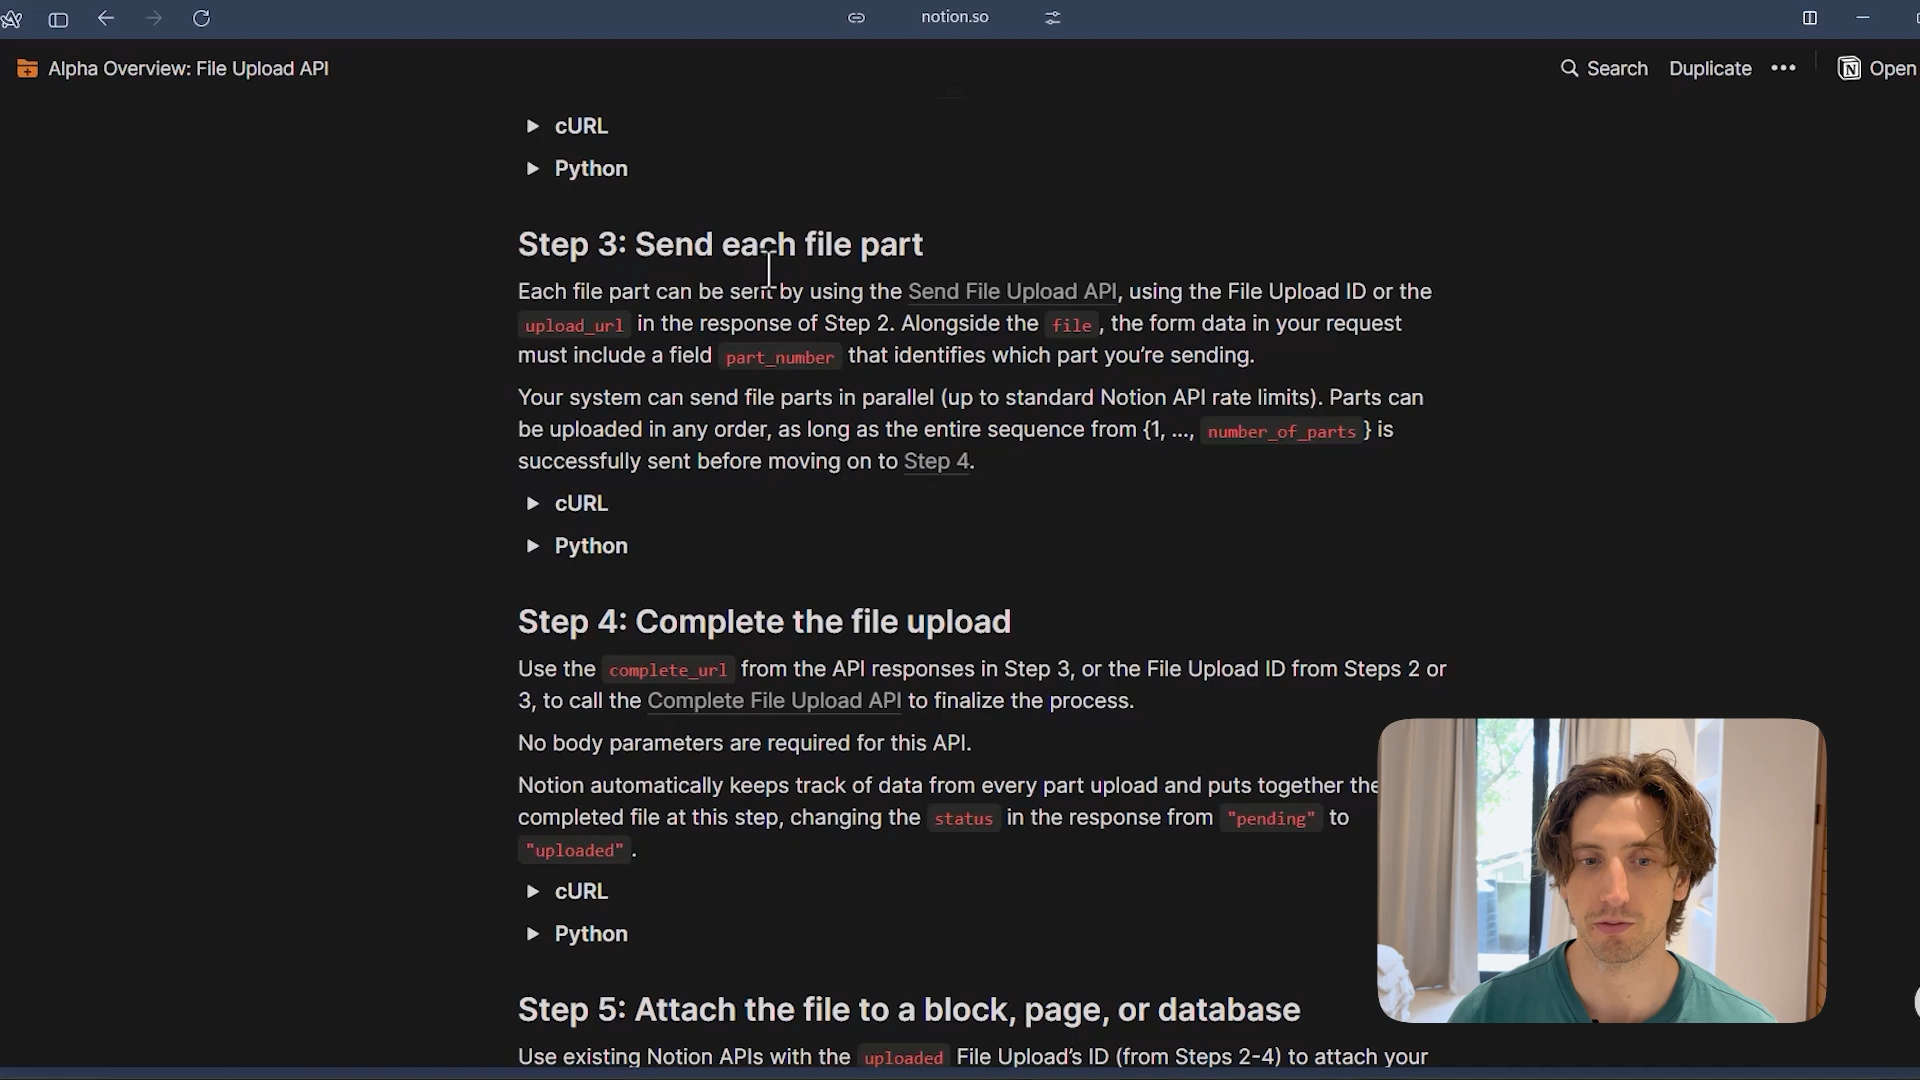 notion.so
Alpha Overview: File Upload API
Search Duplicate ••• Open
cURL
Python
Step 3: Send each file part
Each file part can be sent by using the Send File Upload API, using the File Upload ID or the
upload_url in the response of Step 2. Alongside the file, the form data in your request
must include a field part_number that identifies which part you’re sending.
Your system can send file parts in parallel (up to standard Notion API rate limits). Parts can
be uploaded in any order, as long as the entire sequence from {1, ..., number_of_parts } is
successfully sent before moving on to Step 4.
cURL
Python
Step 4: Complete the file upload
Use the complete_url from the API responses in Step 3, or the File Upload ID from Steps 2 or
3, to call the Complete File Upload API to finalize the process.
No body parameters are required for this API.
Notion automatically keeps track of data from every part upload and puts together the
completed file at this step, changing the status in the response from "pending" to
"uploaded".
cURL
Python
Step 5: Attach the file to a block, page, or database
Use existing Notion APIs with the uploaded File Upload’s ID (from Steps 2-4) to attach your